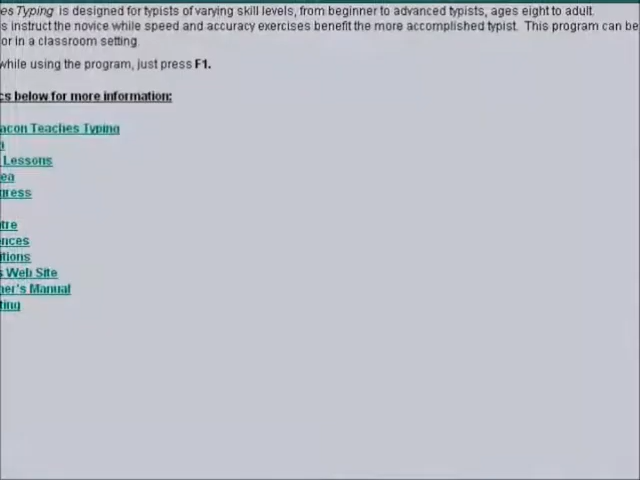 es Typing is designed for typists of varying skill levels, from beginner to advanced typists, ages eight to adult.
s instruct the novice while speed and accuracy exercises benefit the more accomplished typist. This program can be
or in a classroom setting
while using the program, just press F1.
cs below for more information:
acon Teaches Typing
Lessons
ea
gress
tre
ences
itions
s Web Site
ner's Manual
ting